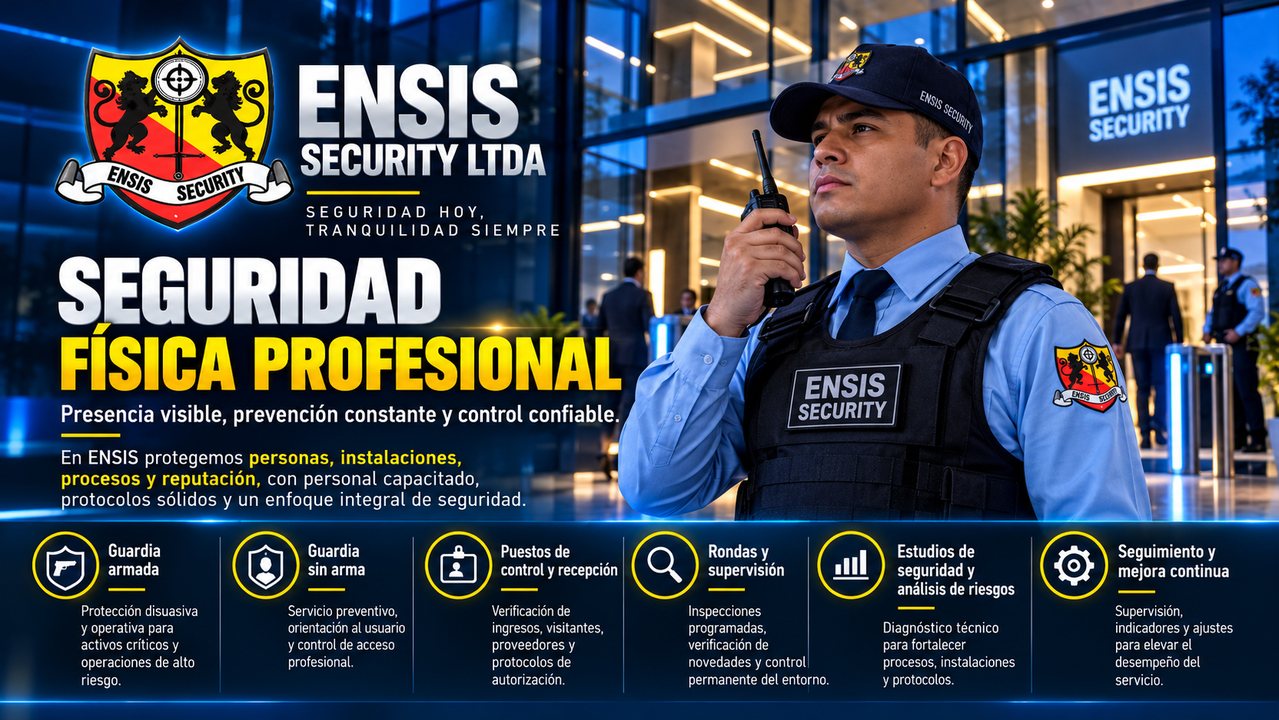 ENSIS SECURITY
ENSIS
SECURITY LTDA
SEGURIDAD HOY,
TRANQUILIDAD SIEMPRE
SEGURIDAD
FÍSICA PROFESIONAL
Presencia visible, prevención constante y control confiable.
En ENSIS protegemos personas, instalaciones,
procesos y reputación, con personal capacitado,
protocolos sólidos y un enfoque integral de seguridad.
ENSIS SECURITY
ENSIS
SECURITY
ENSIS
SECURITY
ENSIS SECURITY
Guardia
armada
Protección disuasiva
y operativa para
activos críticos y
operaciones de alto
riesgo.
Guardia
sin arma
Servicio preventivo,
orientación al usuario
y control de acceso
profesional.
Puestos de
control y recepción
Verificación de
ingresos, visitantes,
proveedores y
protocolos de
autorización.
Rondas y
supervisión
Inspecciones
programadas,
verificación de
novedades y control
permanente del entorno.
Estudios de
seguridad y
análisis de riesgos
Diagnóstico técnico
para fortalecer
procesos, instalaciones
y protocolos.
Seguimiento y
mejora continua
Supervisión,
indicadores y ajustes
para elevar el
desempeño del
servicio.